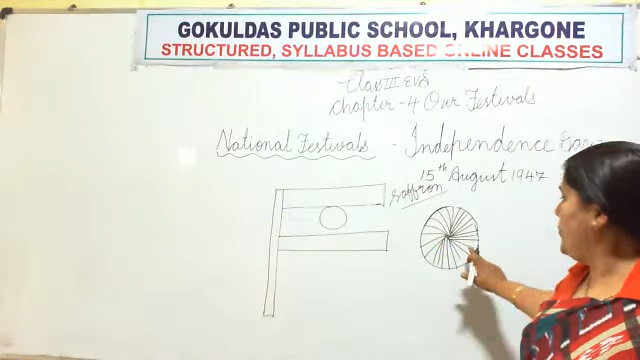 GOKULDAS PUBLIC SCHOOL, KHARGONE
STRUCTURED, SYLLABUS BASED ONLINE CLASSES
Class III EVS
Chapter-4 Our Festivals
National Festivals - Independence
15th August 1947
Saffron